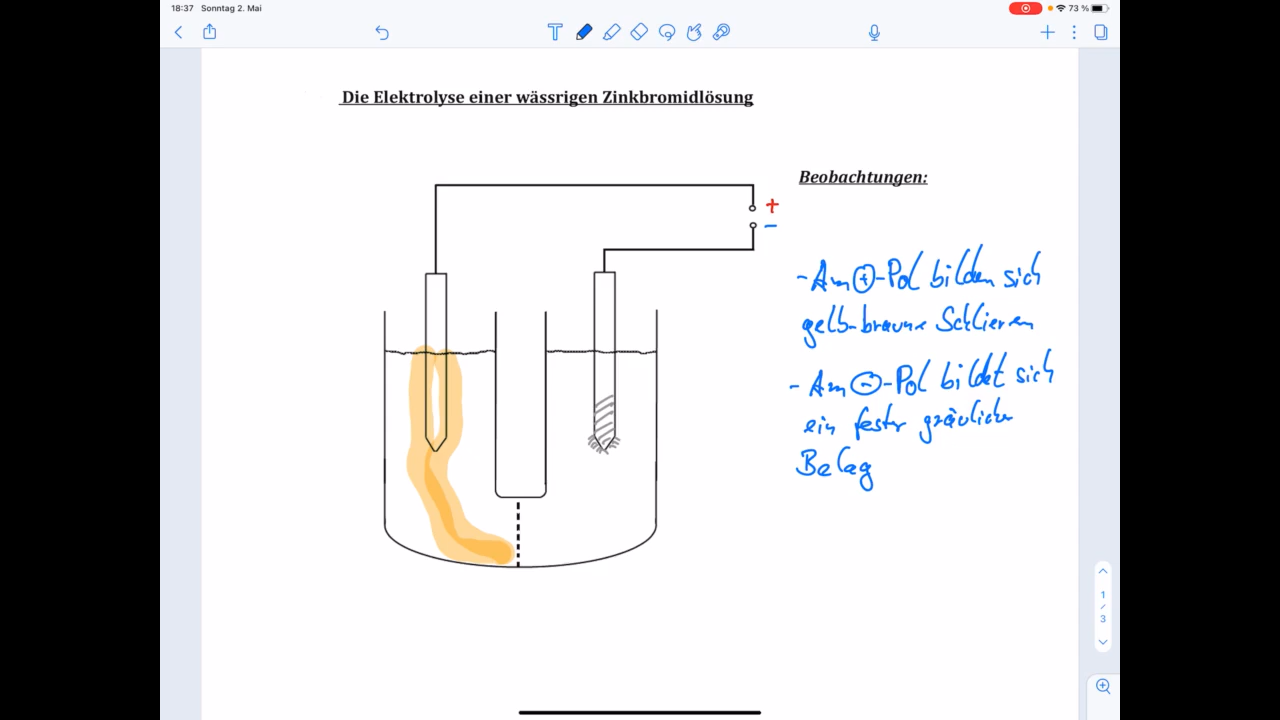 18:37 Sonntag 2. Mai
73 %
Die Elektrolyse einer wässrigen Zinkbromidlösung
Beobachtungen:
+
-
- Am ⊕-Pol bilden sich
gelb-braune Schlieren
- Am ⊖-Pol bildet sich
ein fester gräulicher
Belag
1
/
3